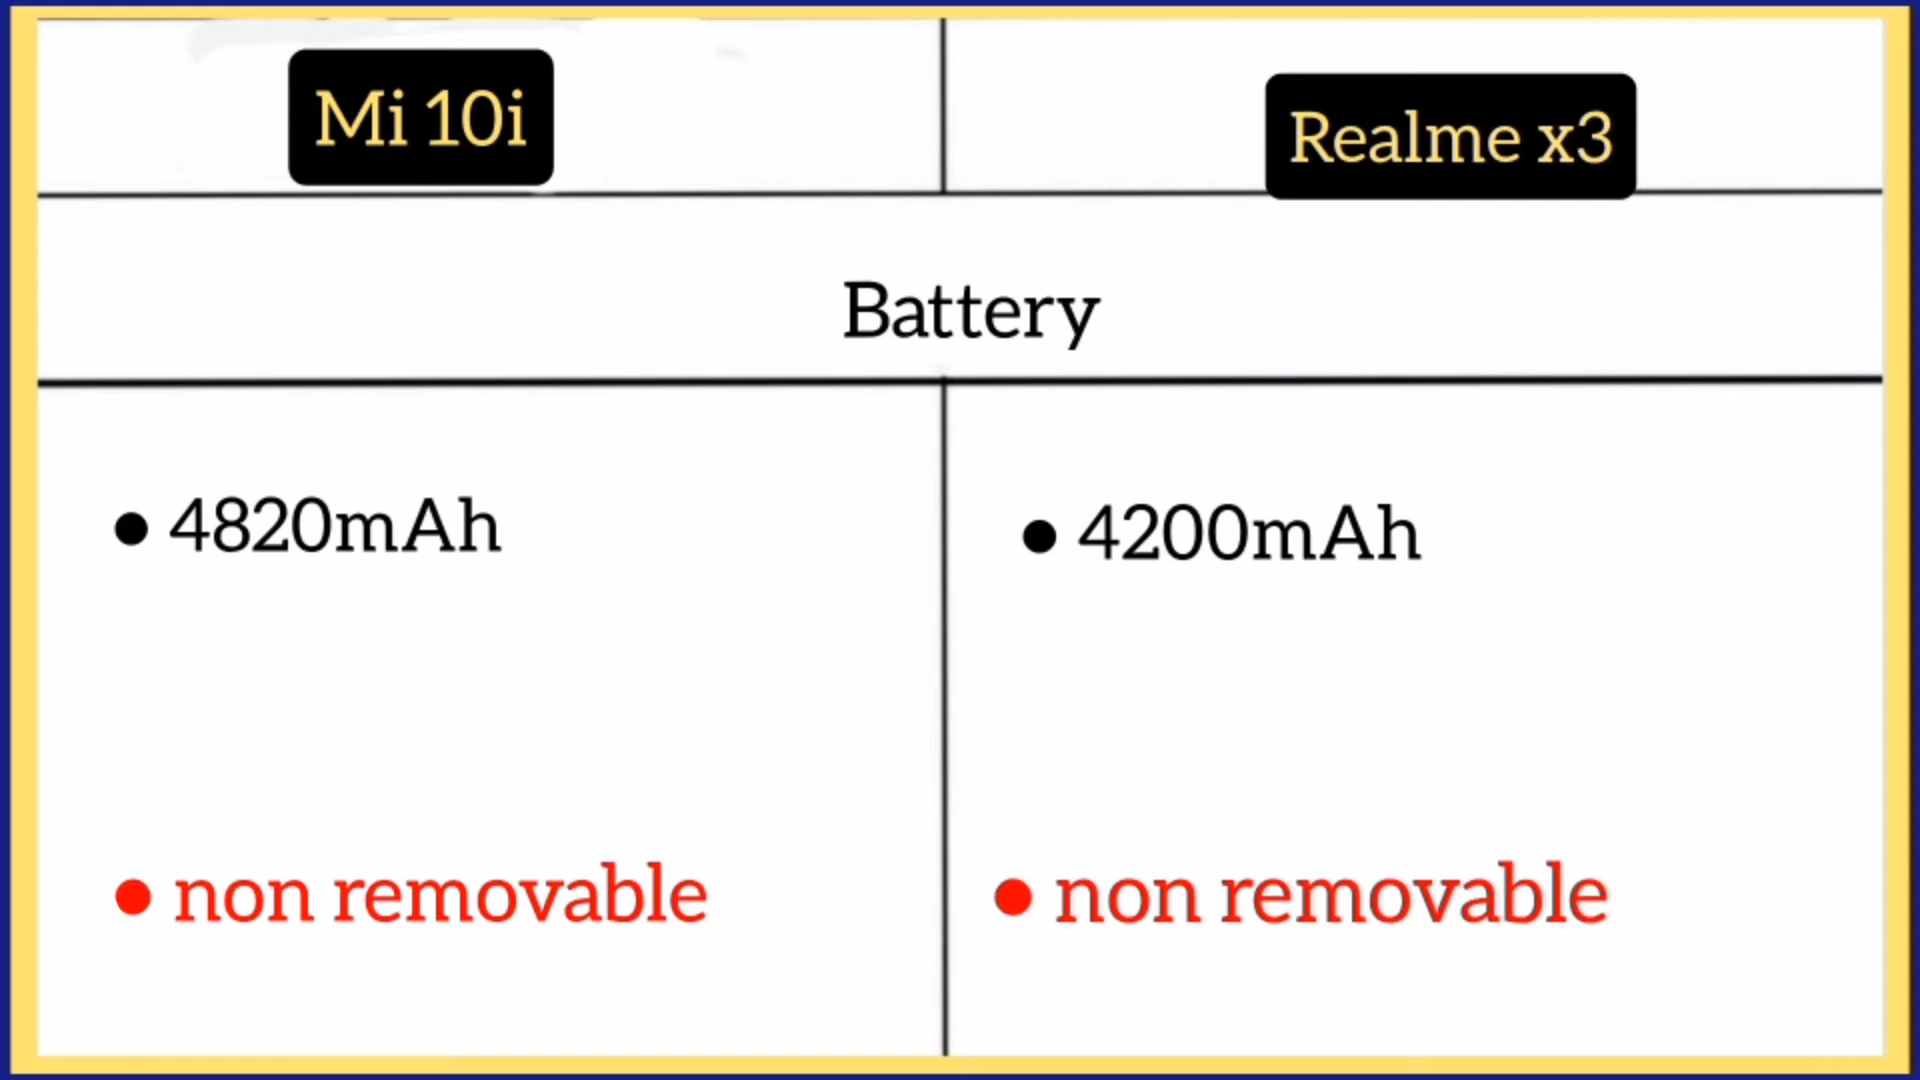 Mi 10i
Realme x3
Battery
• 4820mAh
• 4200mAh
• non removable
• non removable